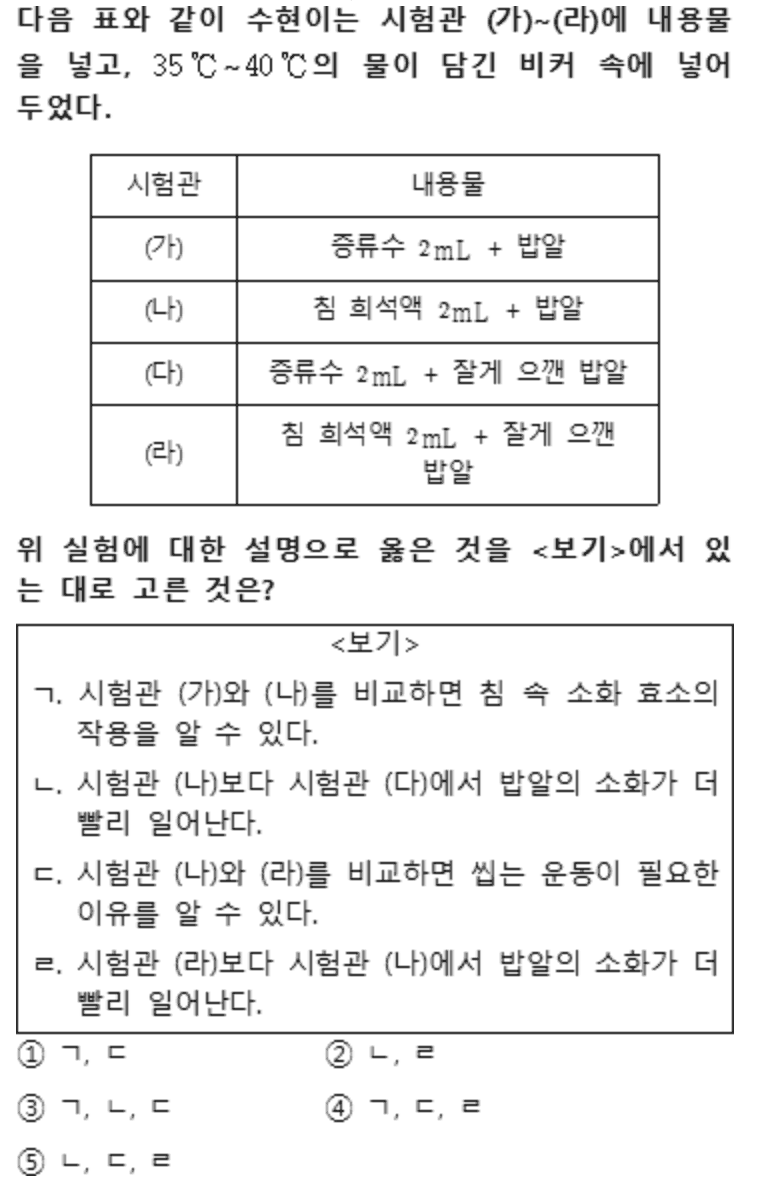 다음 표와 같이 수현이는 시험관 (가)~(라)에 내용물
을 넣고, 35℃~40℃의 물이 담긴 비커 속에 넣어
두었다.
시험관 내용물
(가) 증류수 2mL + 밥알
(나) 침 희석액 2mL + 밥알
(다) 증류수 2mL + 잘게 으깬 밥알
(라) 침 희석액 2mL + 잘게 으깬
밥알
위 실험에 대한 설명으로 옳은 것을 <보기>에서 있
는 대로 고른 것은?
<보기>
ㄱ. 시험관 (가)와 (나)를 비교하면 침 속 소화 효소의
작용을 알 수 있다.
ㄴ. 시험관 (나)보다 시험관 (다)에서 밥알의 소화가 더
빨리 일어난다.
ㄷ. 시험관 (나)와 (라)를 비교하면 씹는 운동이 필요한
이유를 알 수 있다.
ㄹ. 시험관 (라)보다 시험관 (나)에서 밥알의 소화가 더
빨리 일어난다.
① ㄱ, ㄷ ② ㄴ, ㄹ
③ ㄱ, ㄴ, ㄷ ④ ㄱ, ㄷ, ㄹ
⑤ ㄴ, ㄷ, ㄹ